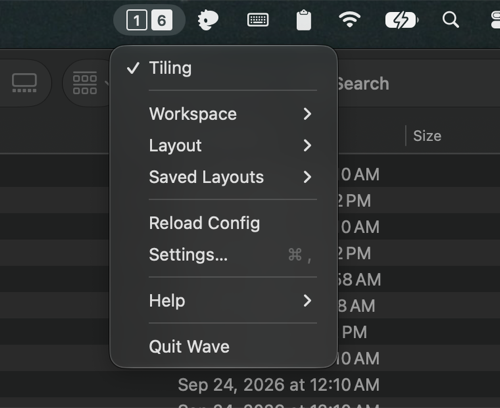 1 6
Tiling
Search
Workspace
Size
Layout
Saved Layouts
0 AM
2 PM
Reload Config
0 AM
Settings... ⌘ ,
2 PM
58 AM
Help
8 AM
PM
Quit Wave
10 AM
Sep 24, 2026 at 12:10 AM